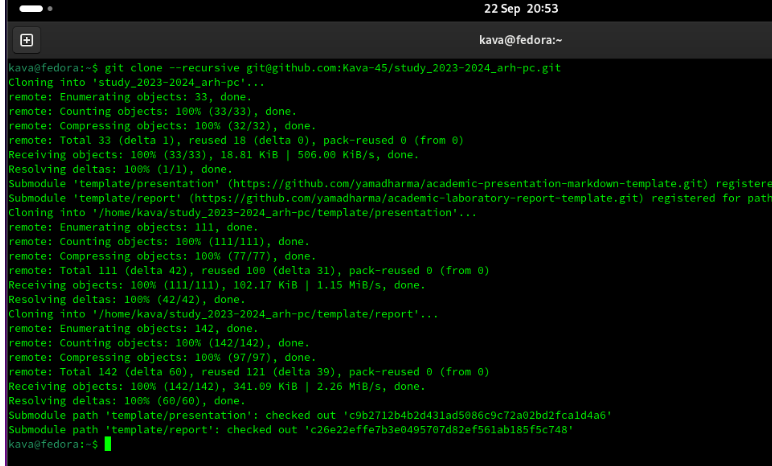 22 Sep 20:53
kava@fedora:~
kava@fedora:~$ git clone --recursive git@github.com:Kava-45/study_2023-2024_arh-pc.git
Cloning into 'study_2023-2024_arh-pc'...
remote: Enumerating objects: 33, done.
remote: Counting objects: 100% (33/33), done.
remote: Compressing objects: 100% (32/32), done.
remote: Total 33 (delta 1), reused 18 (delta 0), pack-reused 0 (from 0)
Receiving objects: 100% (33/33), 18.81 KiB | 506.00 KiB/s, done.
Resolving deltas: 100% (1/1), done.
Submodule 'template/presentation' (https://github.com/yamadharma/academic-presentation-markdown-template.git) registere
Submodule 'template/report' (https://github.com/yamadharma/academic-laboratory-report-template.git) registered for path
Cloning into '/home/kava/study_2023-2024_arh-pc/template/presentation'...
remote: Enumerating objects: 111, done.
remote: Counting objects: 100% (111/111), done.
remote: Compressing objects: 100% (77/77), done.
remote: Total 111 (delta 42), reused 100 (delta 31), pack-reused 0 (from 0)
Receiving objects: 100% (111/111), 102.17 KiB | 1.15 MiB/s, done.
Resolving deltas: 100% (42/42), done.
Cloning into '/home/kava/study_2023-2024_arh-pc/template/report'...
remote: Enumerating objects: 142, done.
remote: Counting objects: 100% (142/142), done.
remote: Compressing objects: 100% (97/97), done.
remote: Total 142 (delta 60), reused 121 (delta 39), pack-reused 0 (from 0)
Receiving objects: 100% (142/142), 341.09 KiB | 2.26 MiB/s, done.
Resolving deltas: 100% (60/60), done.
Submodule path 'template/presentation': checked out 'c9b2712b4b2d431ad5086c9c72a02bd2fca1d4a6'
Submodule path 'template/report': checked out 'c26e22effe7b3e0495707d82ef561ab185f5c748'
kava@fedora:~$